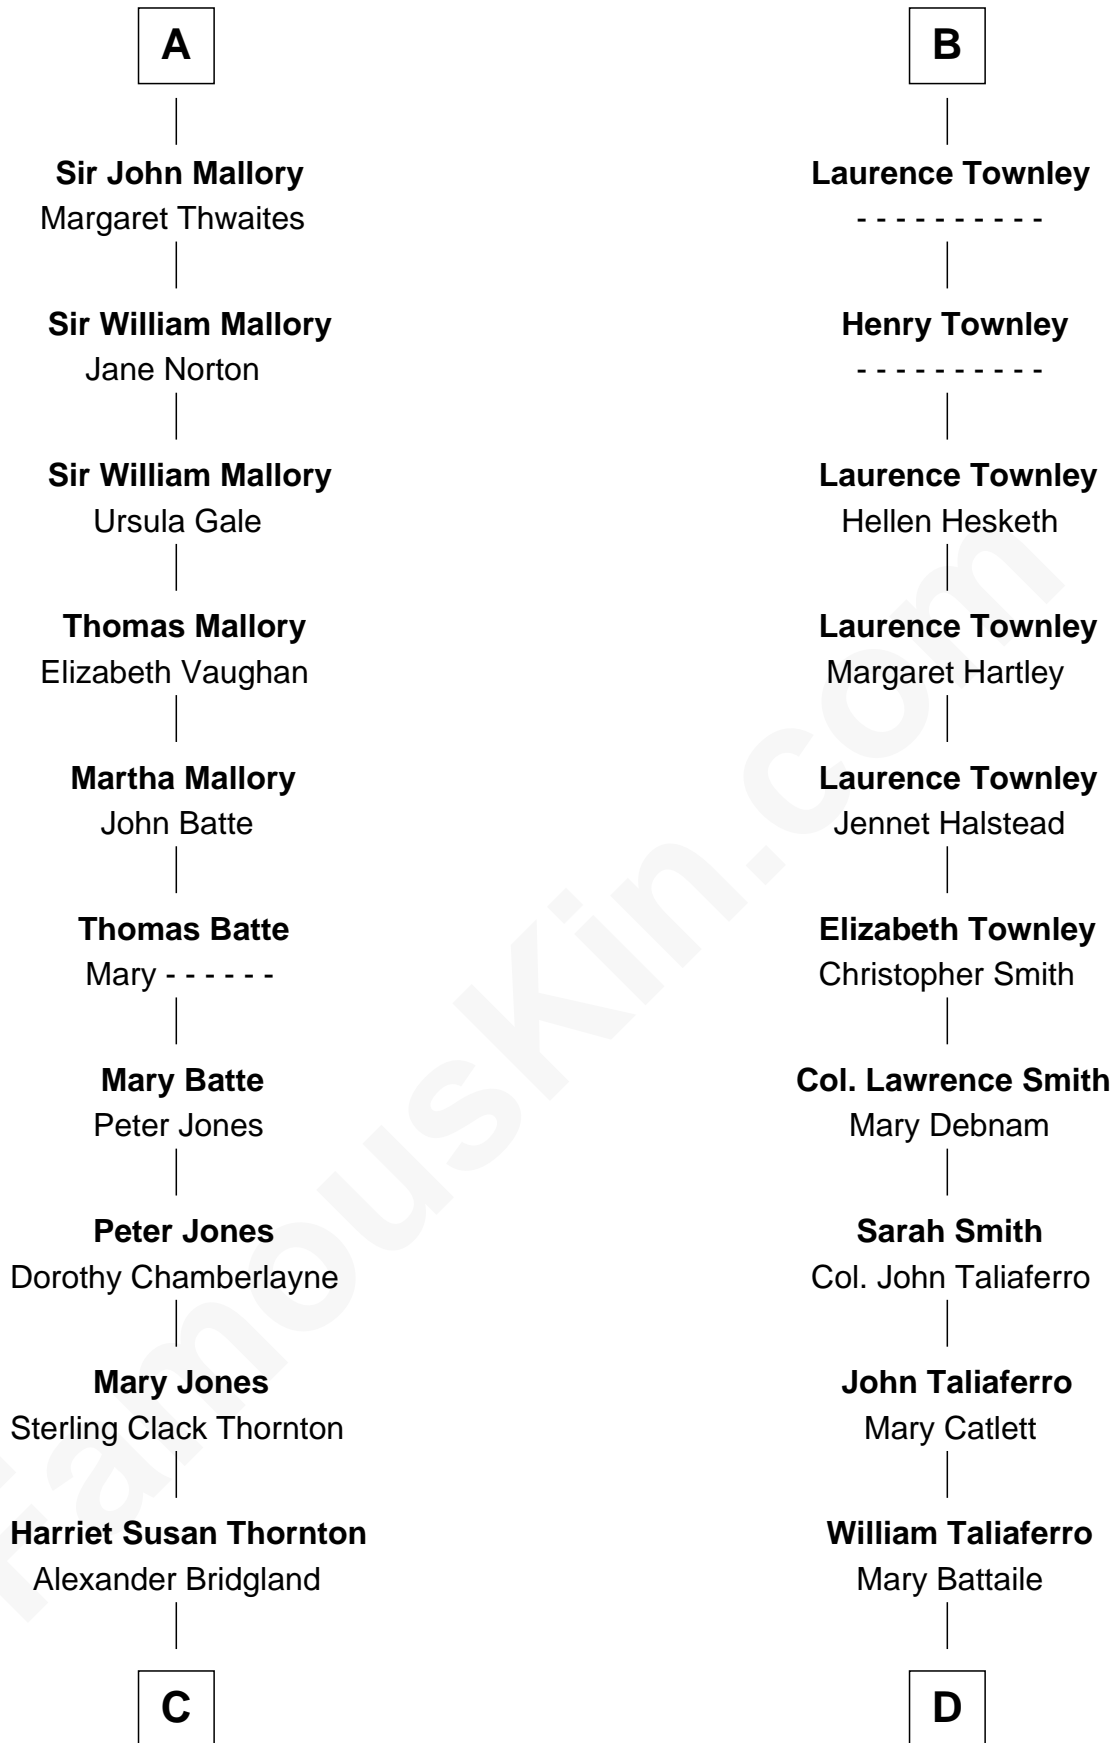 A
Sir John Mallory
Margaret Thwaites
Sir William Mallory
Jane Norton
Sir William Mallory
Ursula Gale
Thomas Mallory
Elizabeth Vaughan
Martha Mallory
John Batte
Thomas Batte
Mary - - - - - -
Mary Batte
Peter Jones
Peter Jones
Dorothy Chamberlayne
Mary Jones
Sterling Clack Thornton
Harriet Susan Thornton
Alexander Bridgland
C
B
Laurence Townley
- - - - - - - - - -
Henry Townley
- - - - - - - - - -
Laurence Townley
Hellen Hesketh
Laurence Townley
Margaret Hartley
Laurence Townley
Jennet Halstead
Elizabeth Townley
Christopher Smith
Col. Lawrence Smith
Mary Debnam
Sarah Smith
Col. John Taliaferro
John Taliaferro
Mary Catlett
William Taliaferro
Mary Battaile
D
famouskin.com